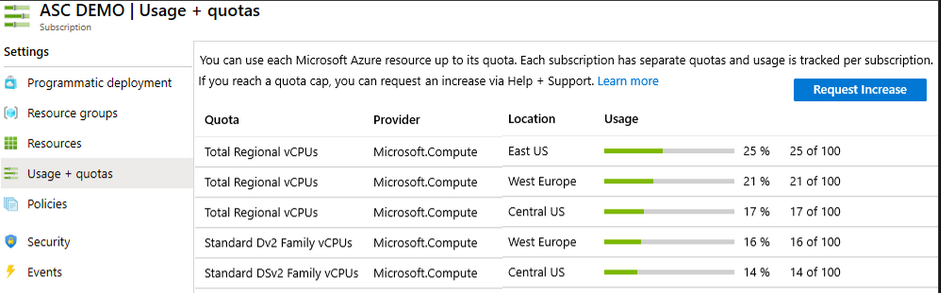 ASC DEMO | Usage + quotas
Subscription
Settings
Programmatic deployment
Resource groups
Resources
Usage + quotas
Policies
Security
Events
You can use each Microsoft Azure resource up to its quota. Each subscription has separate quotas and usage is tracked per subscription.
If you reach a quota cap, you can request an increase via Help + Support. Learn more
Request Increase
Quota Provider Location Usage
Total Regional vCPUs Microsoft.Compute East US 25 % 25 of 100
Total Regional vCPUs Microsoft.Compute West Europe 21 % 21 of 100
Total Regional vCPUs Microsoft.Compute Central US 17 % 17 of 100
Standard Dv2 Family vCPUs Microsoft.Compute West Europe 16 % 16 of 100
Standard DSv2 Family vCPUs Microsoft.Compute Central US 14 % 14 of 100